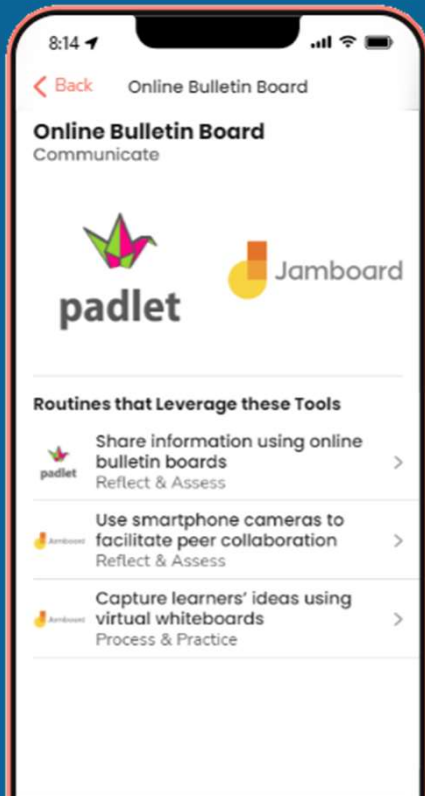 8:14
Back Online Bulletin Board
Online Bulletin Board
Communicate
padlet
Jamboard
Routines that Leverage these Tools
Share information using online
bulletin boards
padlet
Reflect & Assess
Use smartphone cameras to
facilitate peer collaboration
Jamboard
Reflect & Assess
Capture learners' ideas using
virtual whiteboards
Jamboard
Process & Practice